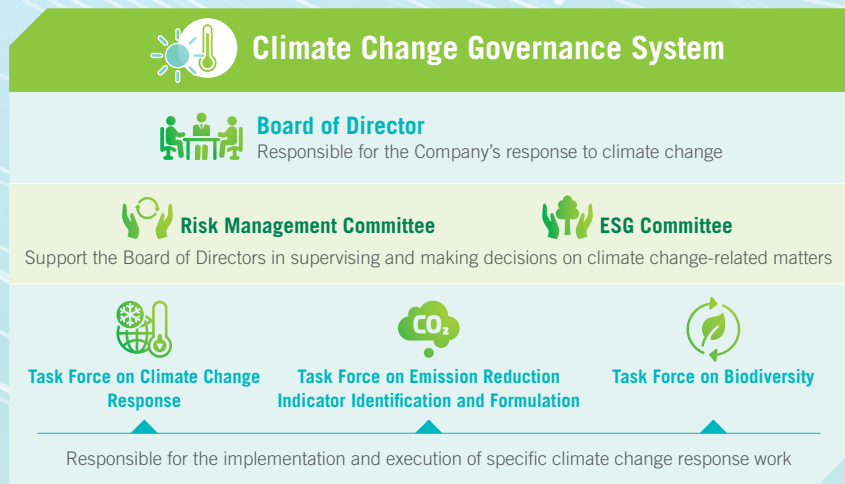 Climate Change Governance System
Board of Director
Responsible for the Company's response to climate change
Risk Management Committee
ESG Committee
Support the Board of Directors in supervising and making decisions on climate change-related matters
CO₂
Task Force on Climate Change
Response
Task Force on Emission Reduction
Indicator Identification and Formulation
Task Force on Biodiversity
Responsible for the implementation and execution of specific climate change response work